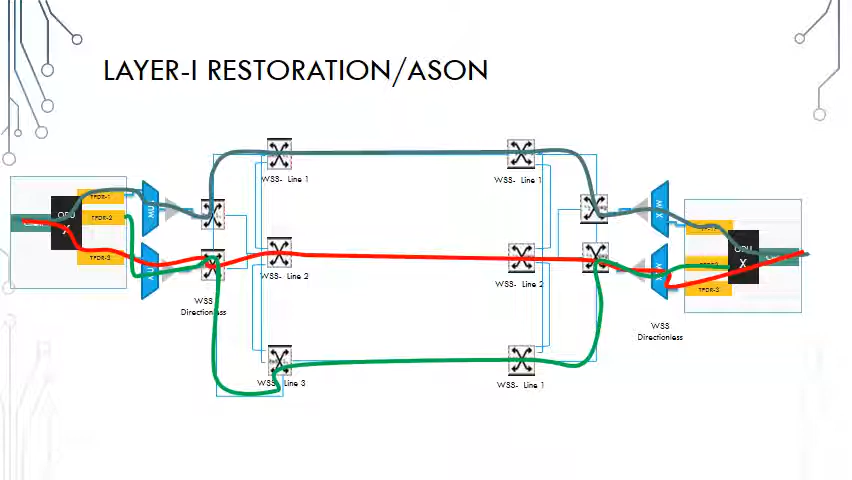 LAYER-I RESTORATION/ASON
WSS- Line 1
WSS- Line 1
TPDR-1
TPDR-2
TPDR-3
X
WSS- Line 2
WSS- Line 2
X
TPDR-3
WSS
Directionless
WSS
Directionless
WSS- Line 3
WSS- Line 1